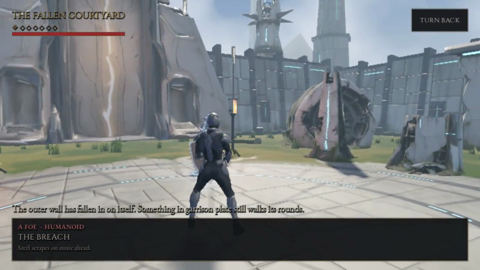 THE FALLEN COURTYARD
TURN BACK
The outer wall has fallen in on itself. Something in garrison plate still walks its rounds.
A FOE - HUMANOID
THE BREACH
Steel scrapes on stone ahead.